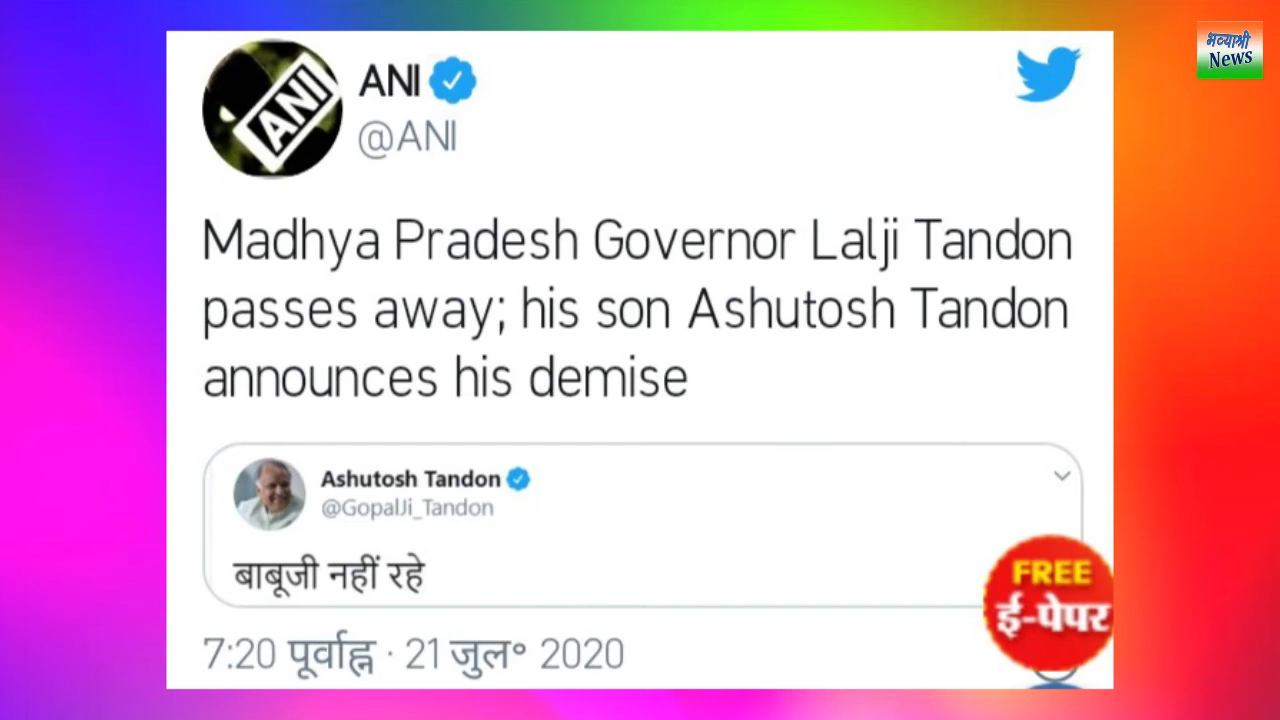 भव्याश्री
News
ANI
ANI
@ANI
Madhya Pradesh Governor Lalji Tandon
passes away; his son Ashutosh Tandon
announces his demise
Ashutosh Tandon
@GopalJi_Tandon
बाबूजी नहीं रहे
FREE
ई-पेपर
7:20 पूर्वाह्न · 21 जुल॰ 2020